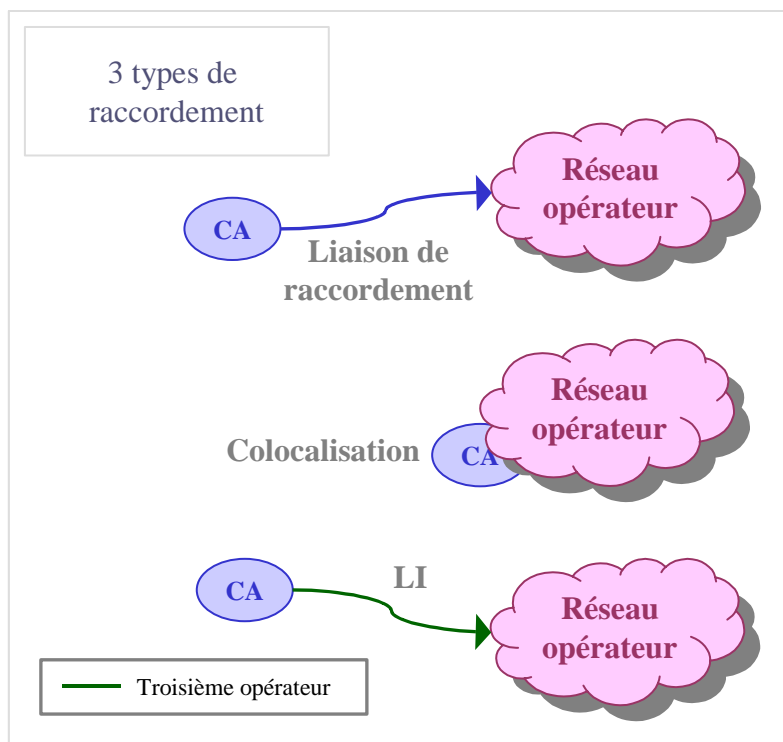 3 types de
raccordement
Réseau
opérateur
CA
Liaison de
raccordement
Réseau
opérateur
Colocalisation
CA
LI
CA
Réseau
opérateur
Troisième opérateur